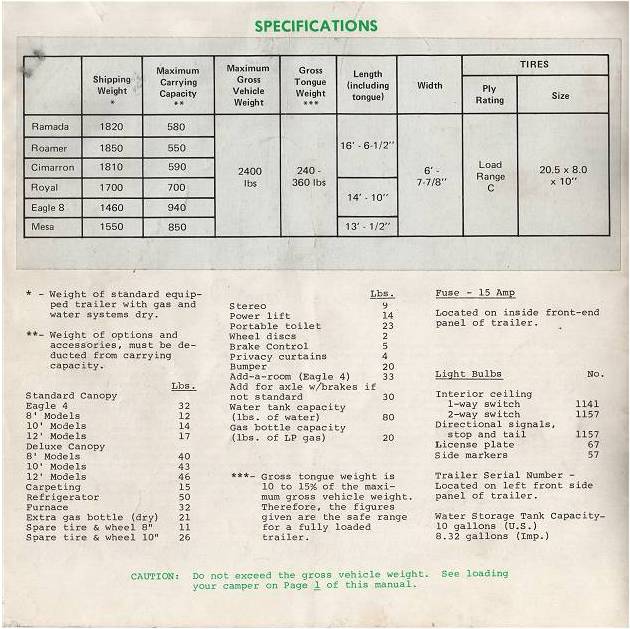 SPECIFICATIONS
Shipping Weight *
Maximum Carrying Capacity **
Maximum Gross Vehicle Weight
Gross Tongue Weight ***
Length (including tongue)
Width
TIRES
Ply Rating
Size
Ramada 1820 580
Roamer 1850 550
Cimarron 1810 590
Royal 1700 700
Eagle 8 1460 940
Mesa 1550 850
2400 lbs
240 - 360 lbs
16' - 6-1/2"
14' - 10"
13' - 1/2"
6' - 7-7/8"
Load Range C
20.5 x 8.0 x 10"
* - Weight of standard equip-
ped trailer with gas and
water systems dry.
**- Weight of options and
accessories, must be de-
ducted from carrying
capacity.
Lbs.
Standard Canopy
Eagle 4 32
8' Models 12
10' Models 14
12' Models 17
Deluxe Canopy
8' Models 40
10' Models 43
12' Models 46
Carpeting 15
Refrigerator 50
Furnace 32
Extra gas bottle (dry) 21
Spare tire & wheel 8" 11
Spare tire & wheel 10" 26
Lbs.
Stereo 9
Power lift 14
Portable toilet 23
Wheel discs 2
Brake Control 5
Privacy curtains 4
Bumper 20
Add-a-room (Eagle 4) 33
Add for axle w/brakes if
not standard 30
Water tank capacity
(lbs. of water) 80
Gas bottle capacity
(lbs. of LP gas) 20
***- Gross tongue weight is
10 to 15% of the maxi-
mum gross vehicle weight.
Therefore, the figures
given are the safe range
for a fully loaded
trailer.
Fuse - 15 Amp
Located on inside front-end
panel of trailer.
Light Bulbs No.
Interior ceiling
1-way switch 1141
2-way switch 1157
Directional signals,
stop and tail 1157
License plate 67
Side markers 57
Trailer Serial Number -
Located on left front side
panel of trailer.
Water Storage Tank Capacity-
10 gallons (U.S.)
8.32 gallons (Imp.)
CAUTION: Do not exceed the gross vehicle weight. See loading
your camper on Page 1 of this manual.